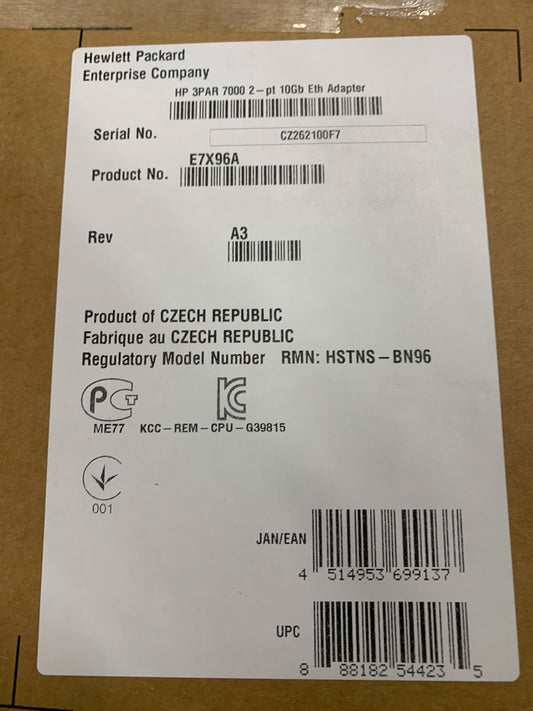 Hewlett Packard
Enterprise Company
HP 3PAR 7000 2-pt 10Gb Eth Adapter
Serial No. CZ262100F7
E7X96A
Product No.
Rev A3
Product of CZECH REPUBLIC
Fabrique au CZECH REPUBLIC
Regulatory Model Number RMN: HSTNS-BN96
PCT
ME77 KCC-REM-CPU-G39815
001
JAN/EAN
4 514953 699137
UPC
8 88182 54423 5